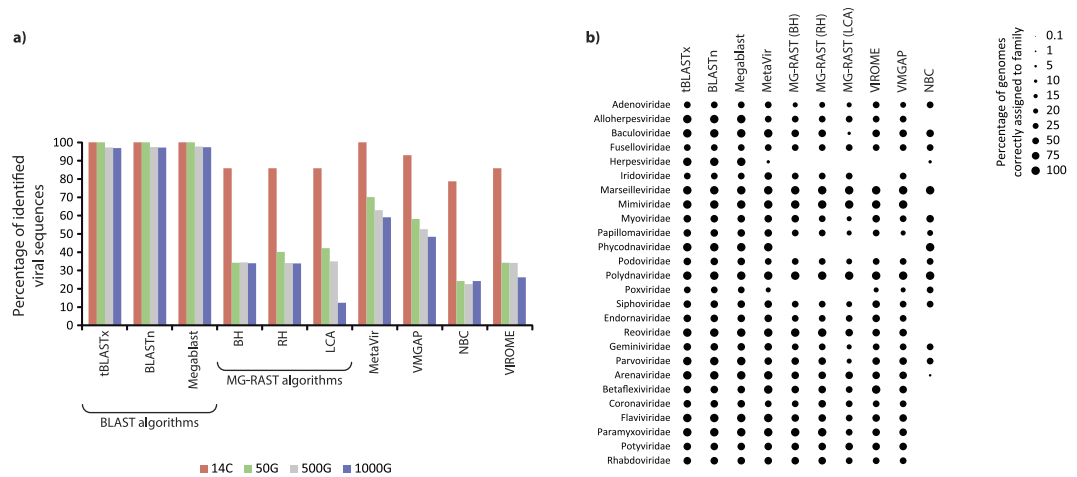 a)
Percentage of identified
viral sequences
100
90
80
70
60
50
40
30
20
10
0
tBLASTx
BLASTn
Megablast
BH
RH
LCA
MetaVir
VMGAP
NBC
VIROME
BLAST algorithms
MG-RAST algorithms
14C 50G 500G 1000G
b)
tBLASTx
BLASTn
Megablast
MetaVir
MG-RAST (BH)
MG-RAST (RH)
MG-RAST (LCA)
VIROME
VMGAP
NBC
Adenoviridae
Alloherpesviridae
Baculoviridae
Fuselloviridae
Herpesviridae
Iridoviridae
Marseilleviridae
Mimiviridae
Myoviridae
Papillomaviridae
Phycodnaviridae
Podoviridae
Polydnaviridae
Poxviridae
Siphoviridae
Endornaviridae
Reoviridae
Geminiviridae
Parvoviridae
Arenaviridae
Betaflexiviridae
Coronaviridae
Flaviviridae
Paramyxoviridae
Potyviridae
Rhabdoviridae
Percentage of genomes
correctly assigned to family
0.1
1
5
10
15
20
25
50
75
100